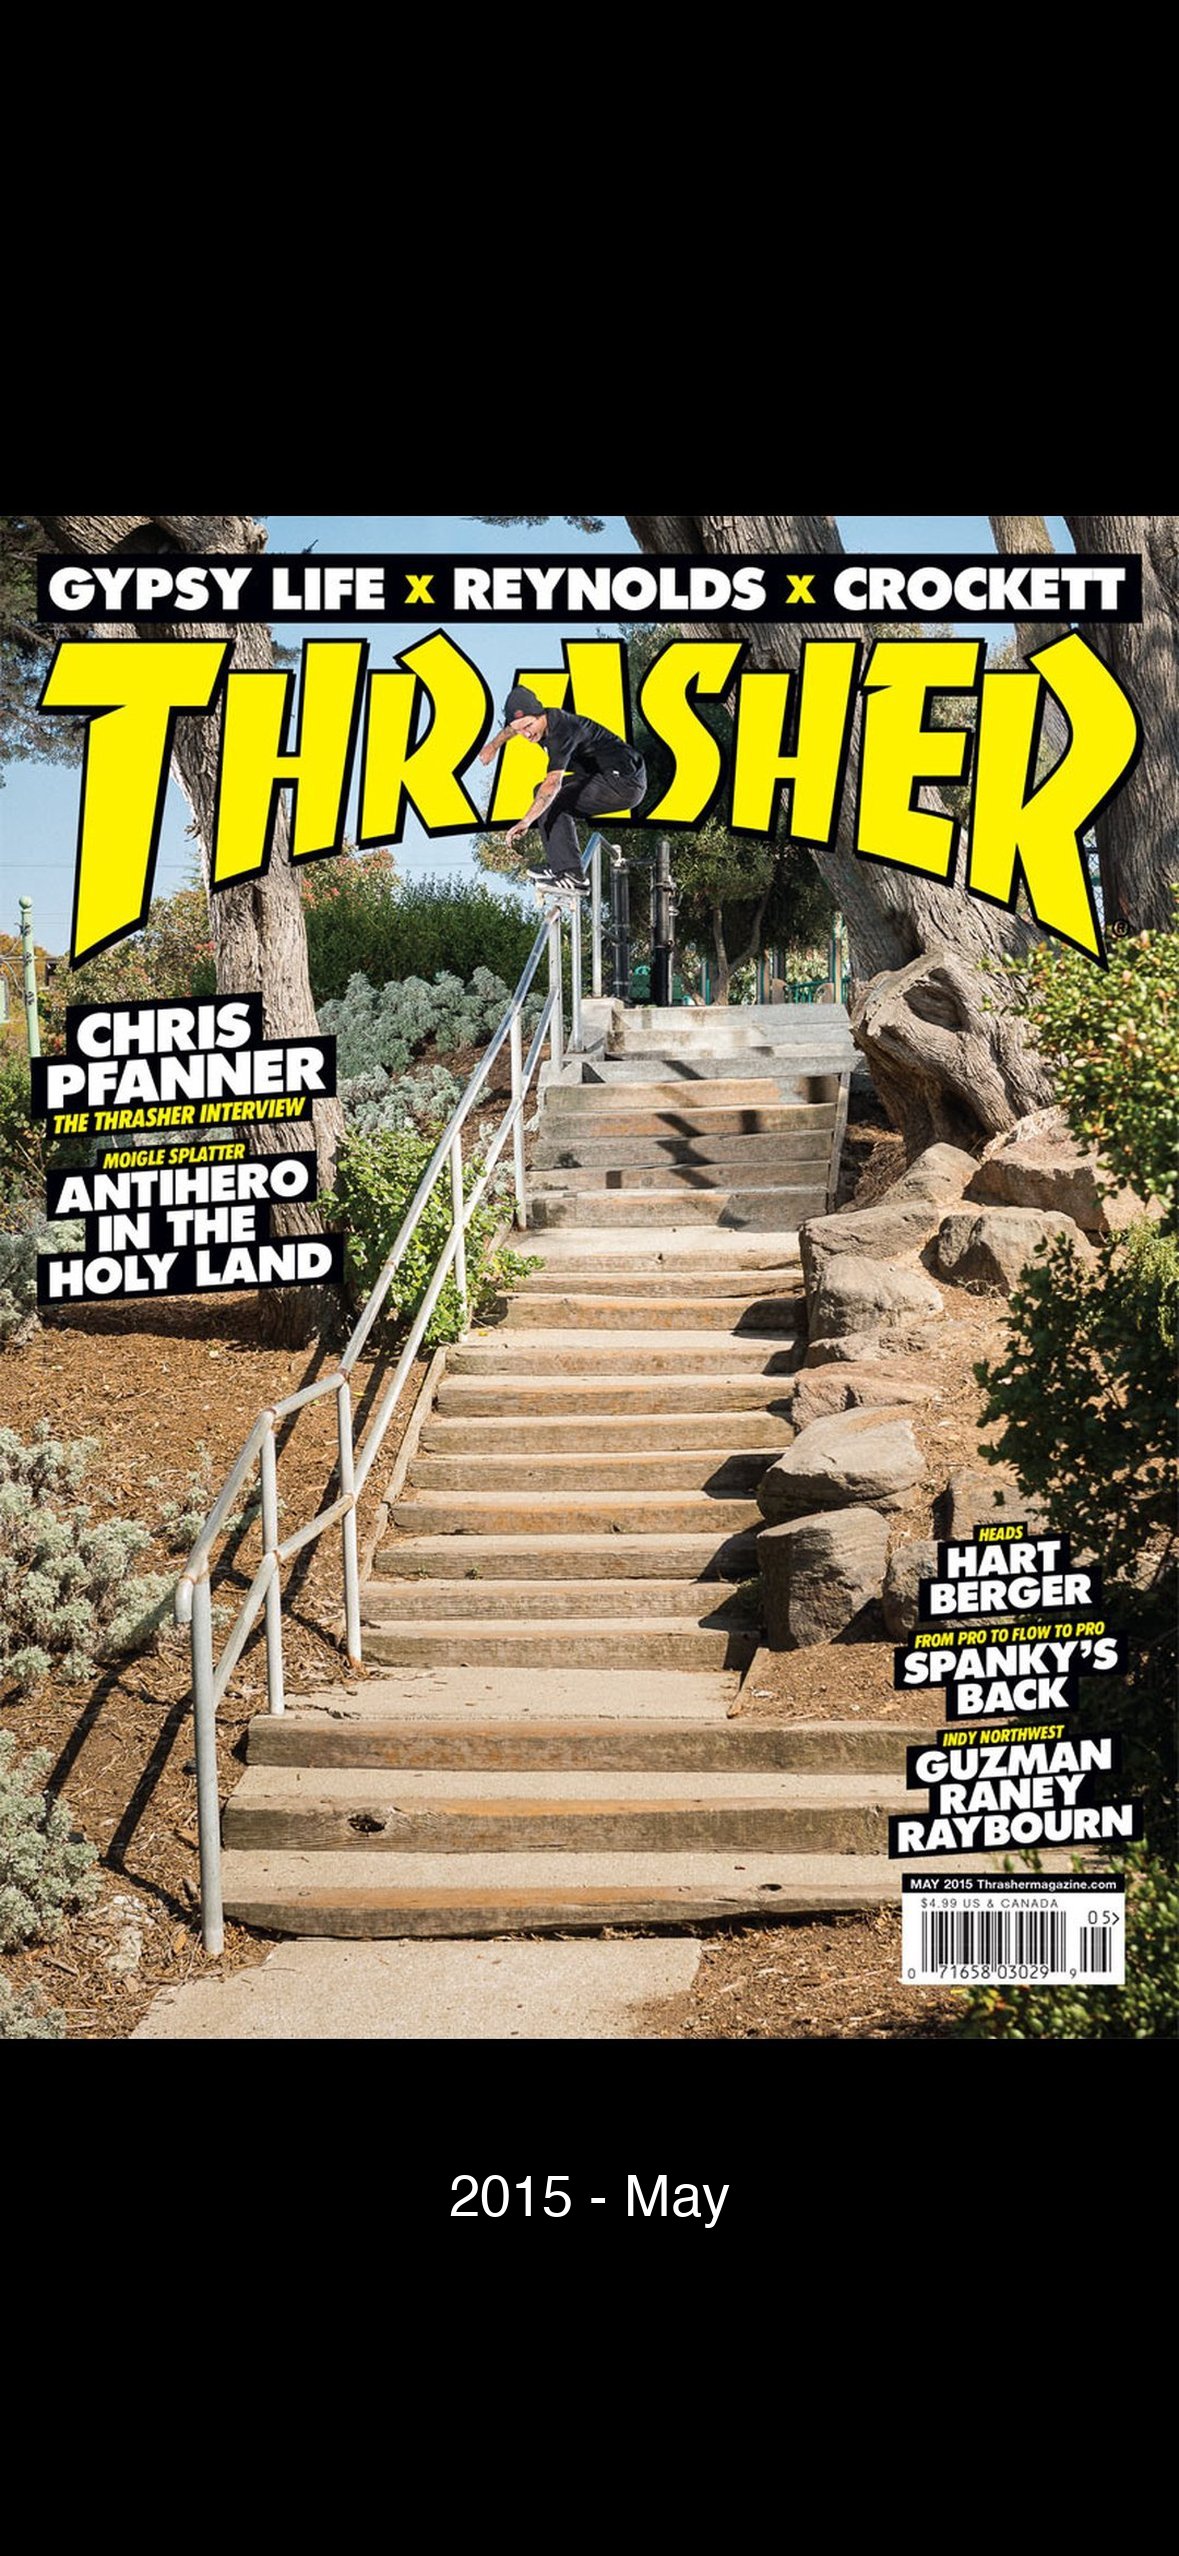 GYPSY LIFE X REYNOLDS X CROCKETT
THRASHER
®
CHRIS
PFANNER
THE THRASHER INTERVIEW
MOIGLE SPLATTER
ANTIHERO
IN THE
HOLY LAND
HEADS
HART
BERGER
FROM PRO TO FLOW TO PRO
SPANKY'S
BACK
INDY NORTHWEST
GUZMAN
RANEY
RAYBOURN
MAY 2015 Thrashermagazine.com
$4.99 US & CANADA
05>
0 71658 03029 9
2015 - May